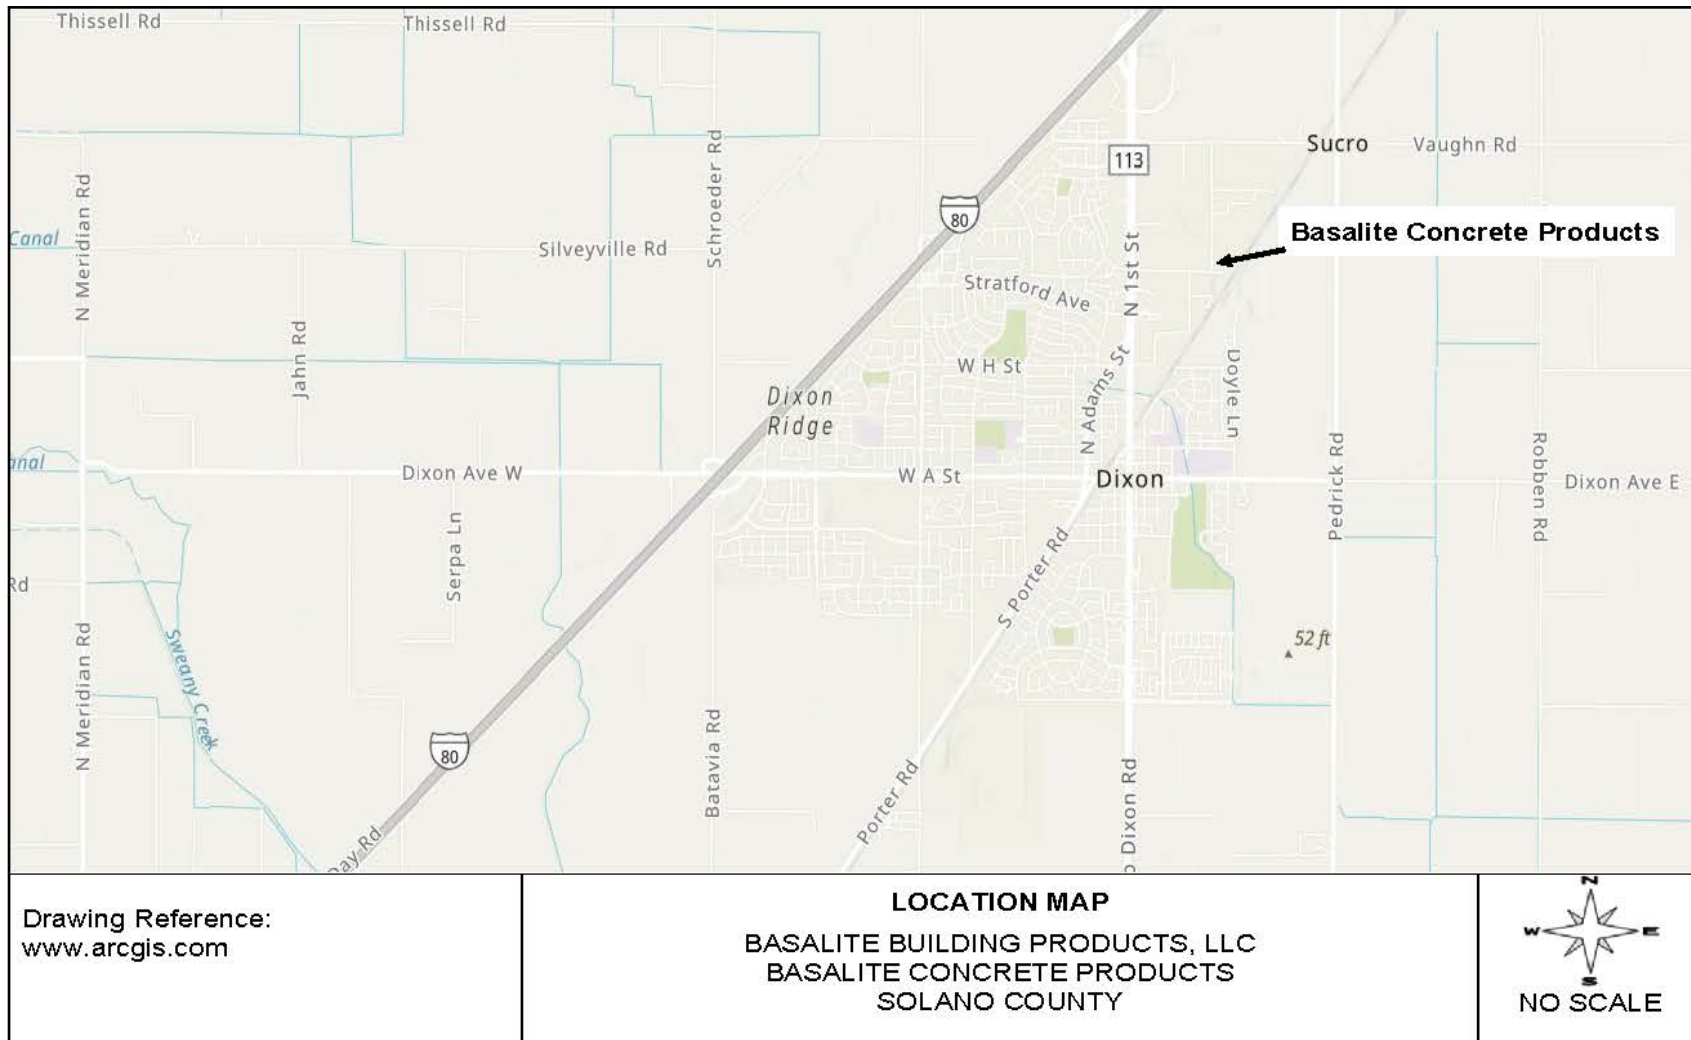 Thissell Rd
Thissell Rd
Sucro
Vaughn Rd
113
N Meridian Rd
Schroeder Rd
80
Canal
Silveyville Rd
Basalite Concrete Products
N 1st St
Stratford Ave
Jahn Rd
W H St
N Adams St
Doyle Ln
Dixon
Ridge
anal
Dixon Ave W
W A St
Dixon
Pedrick Rd
Robben Rd
Dixon Ave E
Serpa Ln
S Porter Rd
Rd
52 ft
N Meridian Rd
Sweany Creek
80
Batavia Rd
Porter Rd
o Dixon Rd
Day Rd
Drawing Reference:
www.arcgis.com
LOCATION MAP
BASALITE BUILDING PRODUCTS, LLC
BASALITE CONCRETE PRODUCTS
SOLANO COUNTY
N
W E
S
NO SCALE